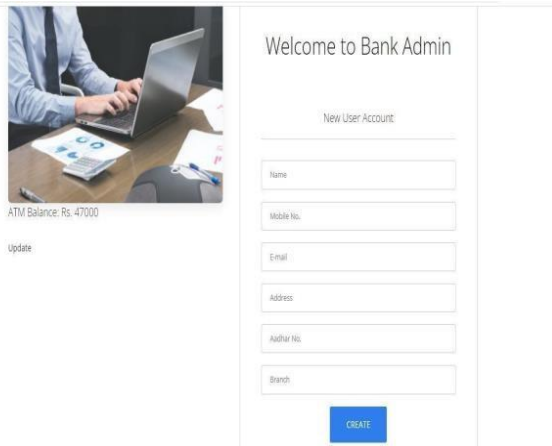 Welcome to Bank Admin
New User Account
Name
Mobile No.
E-mail
Address
Aadhar No.
Branch
CREATE
ATM Balance: Rs. 47000
Update